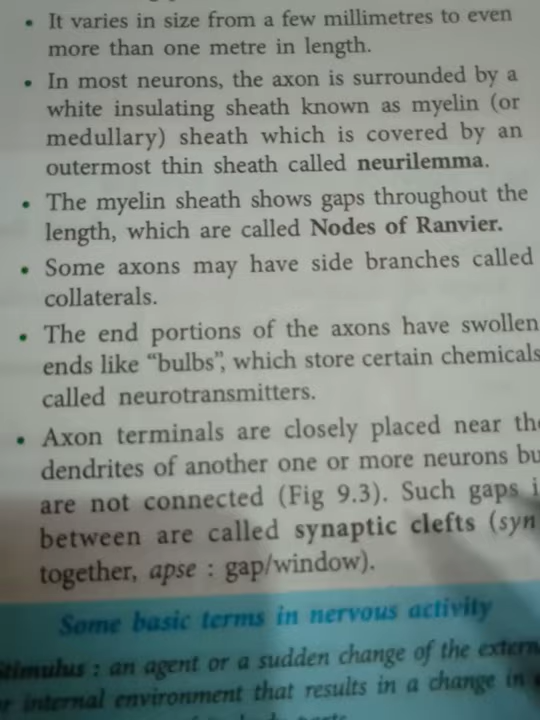 • It varies in size from a few millimetres to even
more than one metre in length.
• In most neurons, the axon is surrounded by a
white insulating sheath known as myelin (or
medullary) sheath which is covered by an
outermost thin sheath called neurilemma.
• The myelin sheath shows gaps throughout the
length, which are called Nodes of Ranvier.
• Some axons may have side branches called
collaterals.
• The end portions of the axons have swollen
ends like “bulbs”, which store certain chemicals
called neurotransmitters.
• Axon terminals are closely placed near the
dendrites of another one or more neurons bu
are not connected (Fig 9.3). Such gaps i
between are called synaptic clefts (syn
together, apse : gap/window).
Some basic terms in nervous activity
Stimulus : an agent or a sudden change of the extern
or internal environment that results in a change in